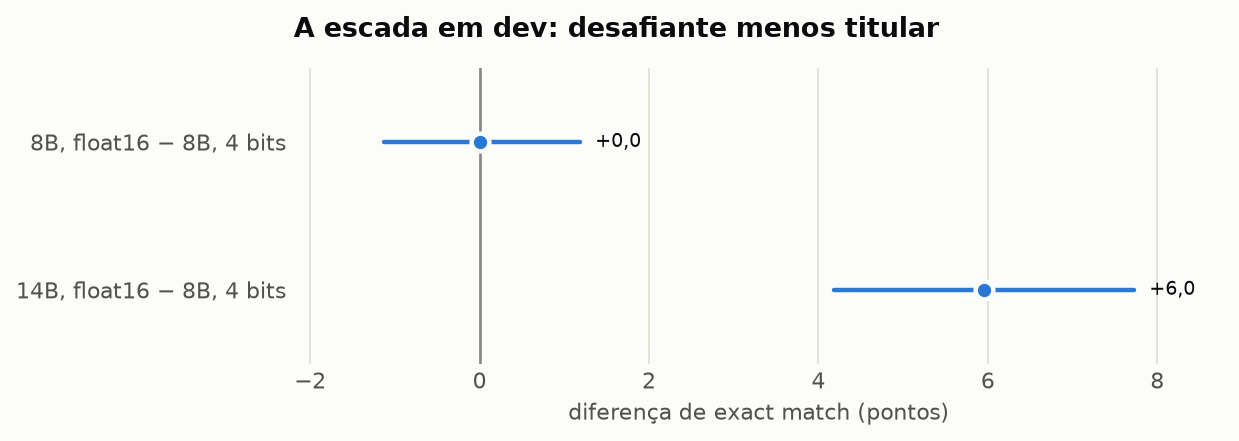 A escada em dev: desafiante menos titular
8B, float16 − 8B, 4 bits
+0,0
14B, float16 − 8B, 4 bits
+6,0
−2
0
2
4
6
8
diferença de exact match (pontos)